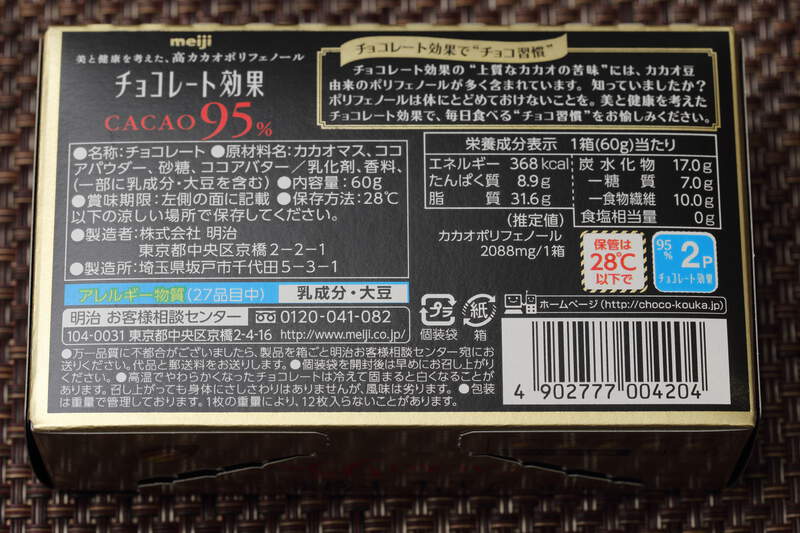 meiji
美と健康を考えた、高カカオポリフェノール
チョコレート効果
CACAO 95%
チョコレート効果で“チョコ習慣”
チョコレート効果の“上質なカカオの苦味”には、カカオ豆
由来のポリフェノールが多く含まれています。知っていましたか?
ポリフェノールは体にとどめておけないことを。美と健康を考えた
チョコレート効果で、毎日食べる“チョコ習慣”をお愉しみください。
●名称:チョコレート ●原材料名:カカオマス、ココ
アパウダー、砂糖、ココアバター/乳化剤、香料、
(一部に乳成分・大豆を含む) ●内容量:60g
●賞味期限:左側の面に記載 ●保存方法:28℃
以下の涼しい場所で保存してください。
●製造者:株式会社 明治
東京都中央区京橋2-2-1
●製造所:埼玉県坂戸市千代田5-3-1
アレルギー物質(27品目中) 乳成分・大豆
明治 お客様相談センター 0120-041-082
104-0031 東京都中央区京橋2-4-16 http://www.meiji.co.jp/
●万一品質に不都合がございましたら、製品を箱ごと明治お客様相談センター宛にお
送りください。代品と郵送料をお送りします。●個装袋を開封後は早めにお召し上がり
ください。●高温でやわらかくなったチョコレートは冷えて固まると白くなることがあり
ます。召し上がっても身体にさしさわりはありませんが、風味は劣ります。●包装
は重量で管理しております。1枚の重量により、12枚入らないことがあります。
栄養成分表示 1箱(60g)当たり
エネルギー 368kcal
たんぱく質 8.9g
脂質 31.6g
炭水化物 17.0g
-糖質 7.0g
-食物繊維 10.0g
食塩相当量 0g
(推定値)
カカオポリフェノール
2088mg/1箱
保管は
28℃
以下で
95%
2P
チョコレート効果
プラ
個装袋
紙
箱
ホームページ(http://choco-kouka.jp/)
4 902777 004204